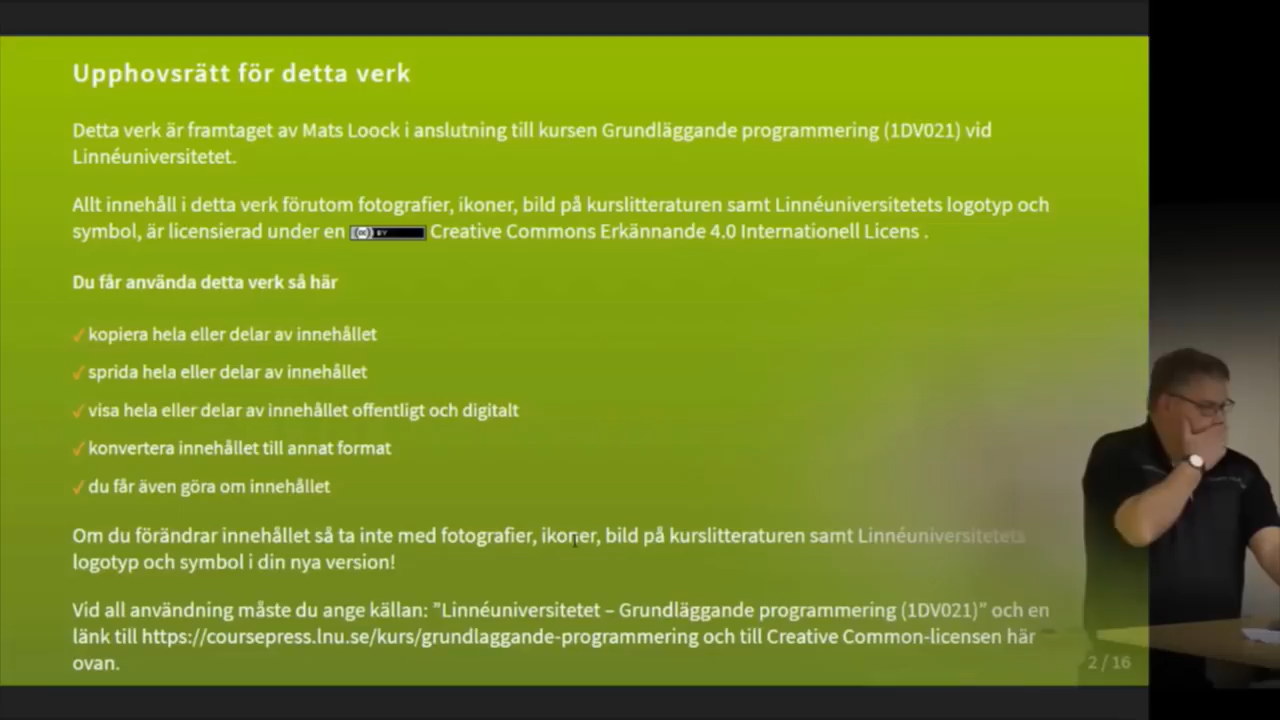 Upphovsrätt för detta verk
Detta verk är framtaget av Mats Loock i anslutning till kursen Grundläggande programmering (1DV021) vid
Linnéuniversitetet.
Allt innehåll i detta verk förutom fotografier, ikoner, bild på kurslitteraturen samt Linnéuniversitetets logotyp och
symbol, är licensierad under en (cc) BY Creative Commons Erkännande 4.0 Internationell Licens .
Du får använda detta verk så här
✓kopiera hela eller delar av innehållet
✓sprida hela eller delar av innehållet
✓visa hela eller delar av innehållet offentligt och digitalt
✓konvertera innehållet till annat format
✓du får även göra om innehållet
Om du förändrar innehållet så ta inte med fotografier, ikoner, bild på kurslitteraturen samt Linnéuniversitetets
logotyp och symbol i din nya version!
Vid all användning måste du ange källan: "Linnéuniversitetet – Grundläggande programmering (1DV021)" och en
länk till https://coursepress.lnu.se/kurs/grundlaggande-programmering och till Creative Common-licensen här
ovan.
2 / 16